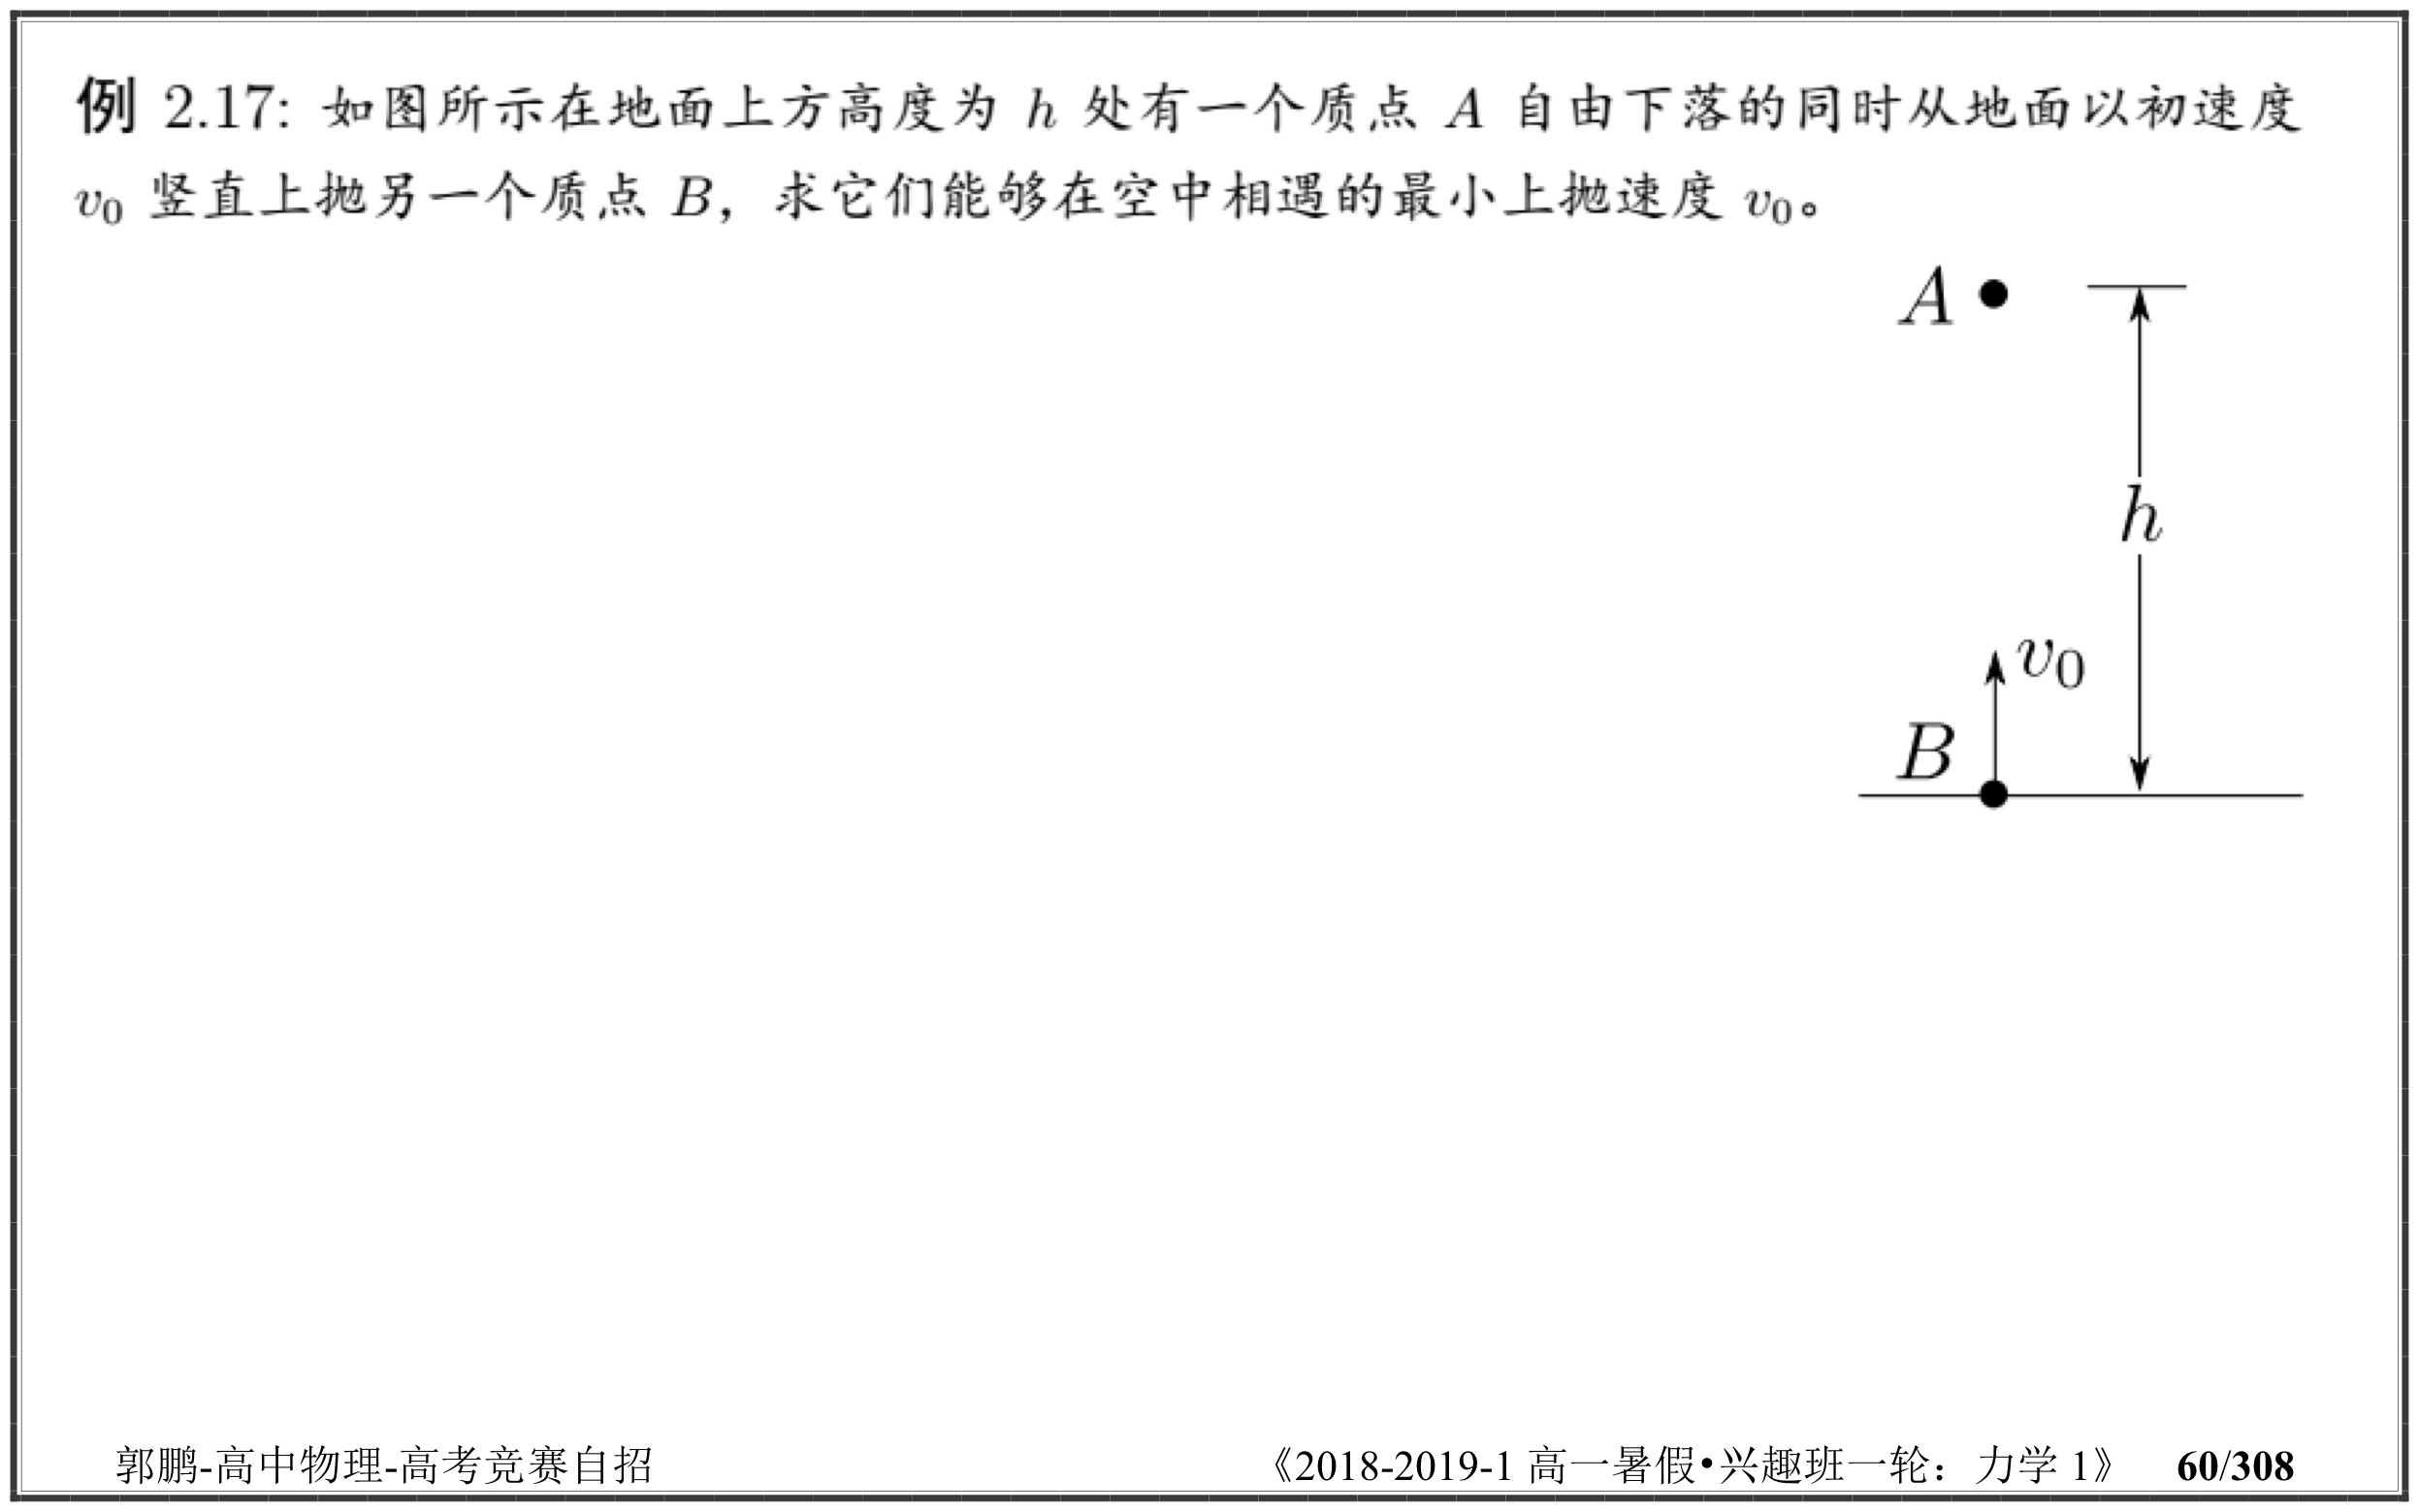 例 2.17: 如图所示在地面上方高度为 h 处有一个质点 A 自由下落的同时从地面以初速度
v₀ 竖直上抛另一个质点 B，求它们能够在空中相遇的最小上抛速度 v₀。
A
h
v₀
B
郭鹏-高中物理-高考竞赛自招
《2018-2019-1 高一暑假•兴趣班一轮：力学 1》 60/308